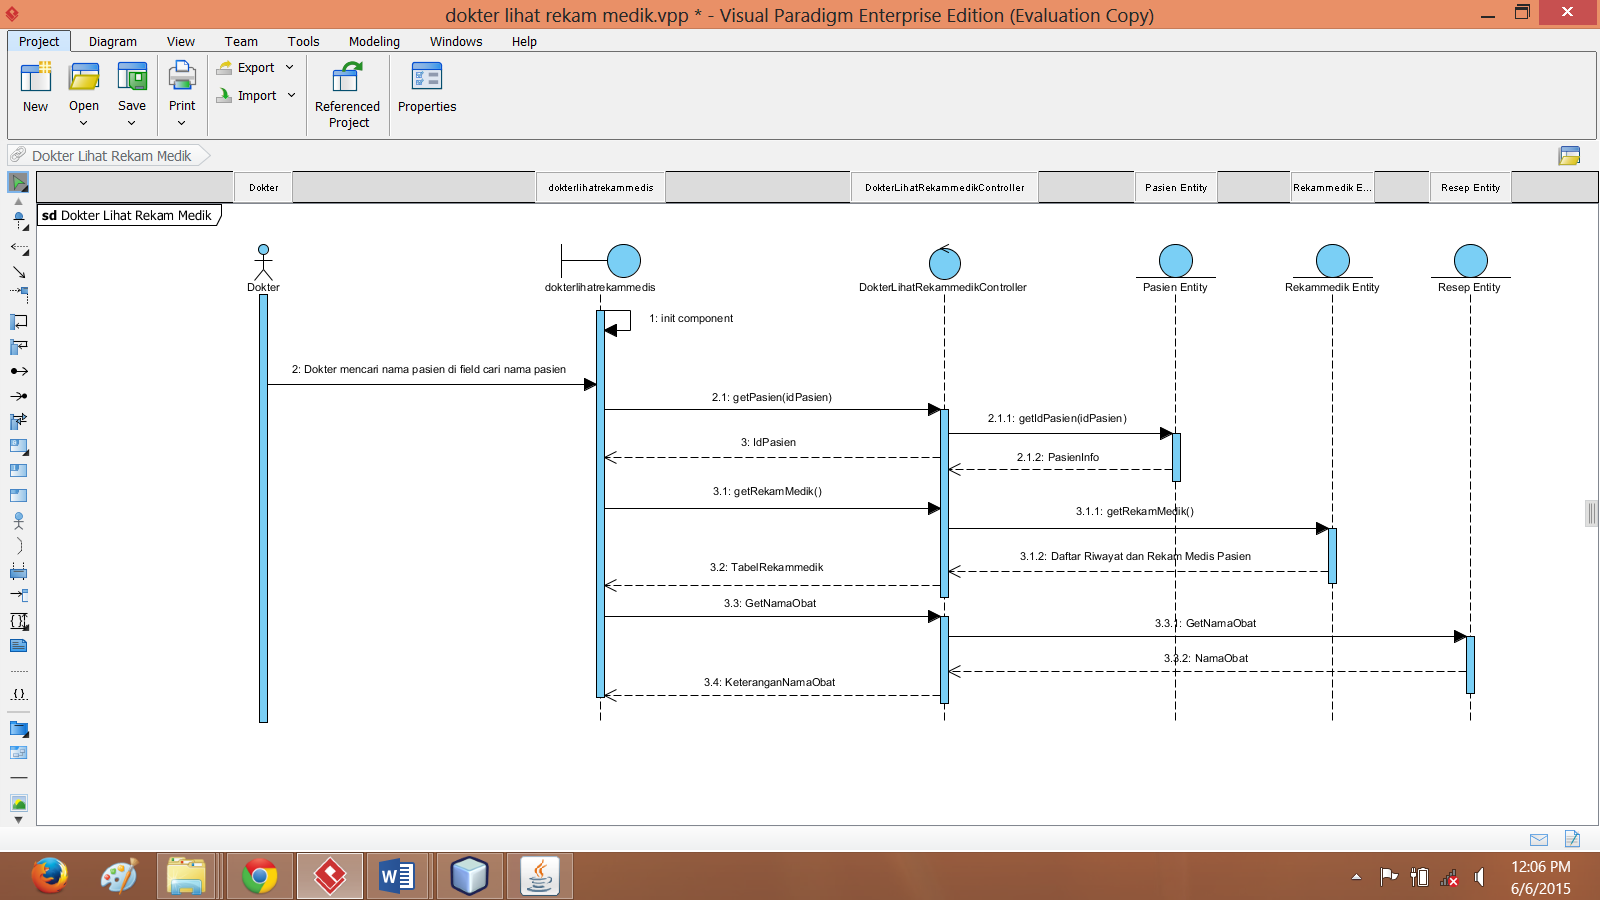 dokter lihat rekam medik.vpp * - Visual Paradigm Enterprise Edition (Evaluation Copy)
Project Diagram View Team Tools Modeling Windows Help
New Open Save Print Export Import Referenced Project Properties
Dokter Lihat Rekam Medik
Dokter dokterlihatrekammedis DokterLihatRekammedikController Pasien Entity Rekammedik E... Resep Entity
sd Dokter Lihat Rekam Medik
Dokter dokterlihatrekammedis DokterLihatRekammedikController Pasien Entity Rekammedik Entity Resep Entity
1: init component
2: Dokter mencari nama pasien di field cari nama pasien
2.1: getPasien(idPasien)
2.1.1: getIdPasien(idPasien)
3: IdPasien
2.1.2: PasienInfo
3.1: getRekamMedik()
3.1.1: getRekamMedik()
3.1.2: Daftar Riwayat dan Rekam Medis Pasien
3.2: TabelRekammedik
3.3: GetNamaObat
3.3.1: GetNamaObat
3.3.2: NamaObat
3.4: KeteranganNamaObat
12:06 PM
6/6/2015